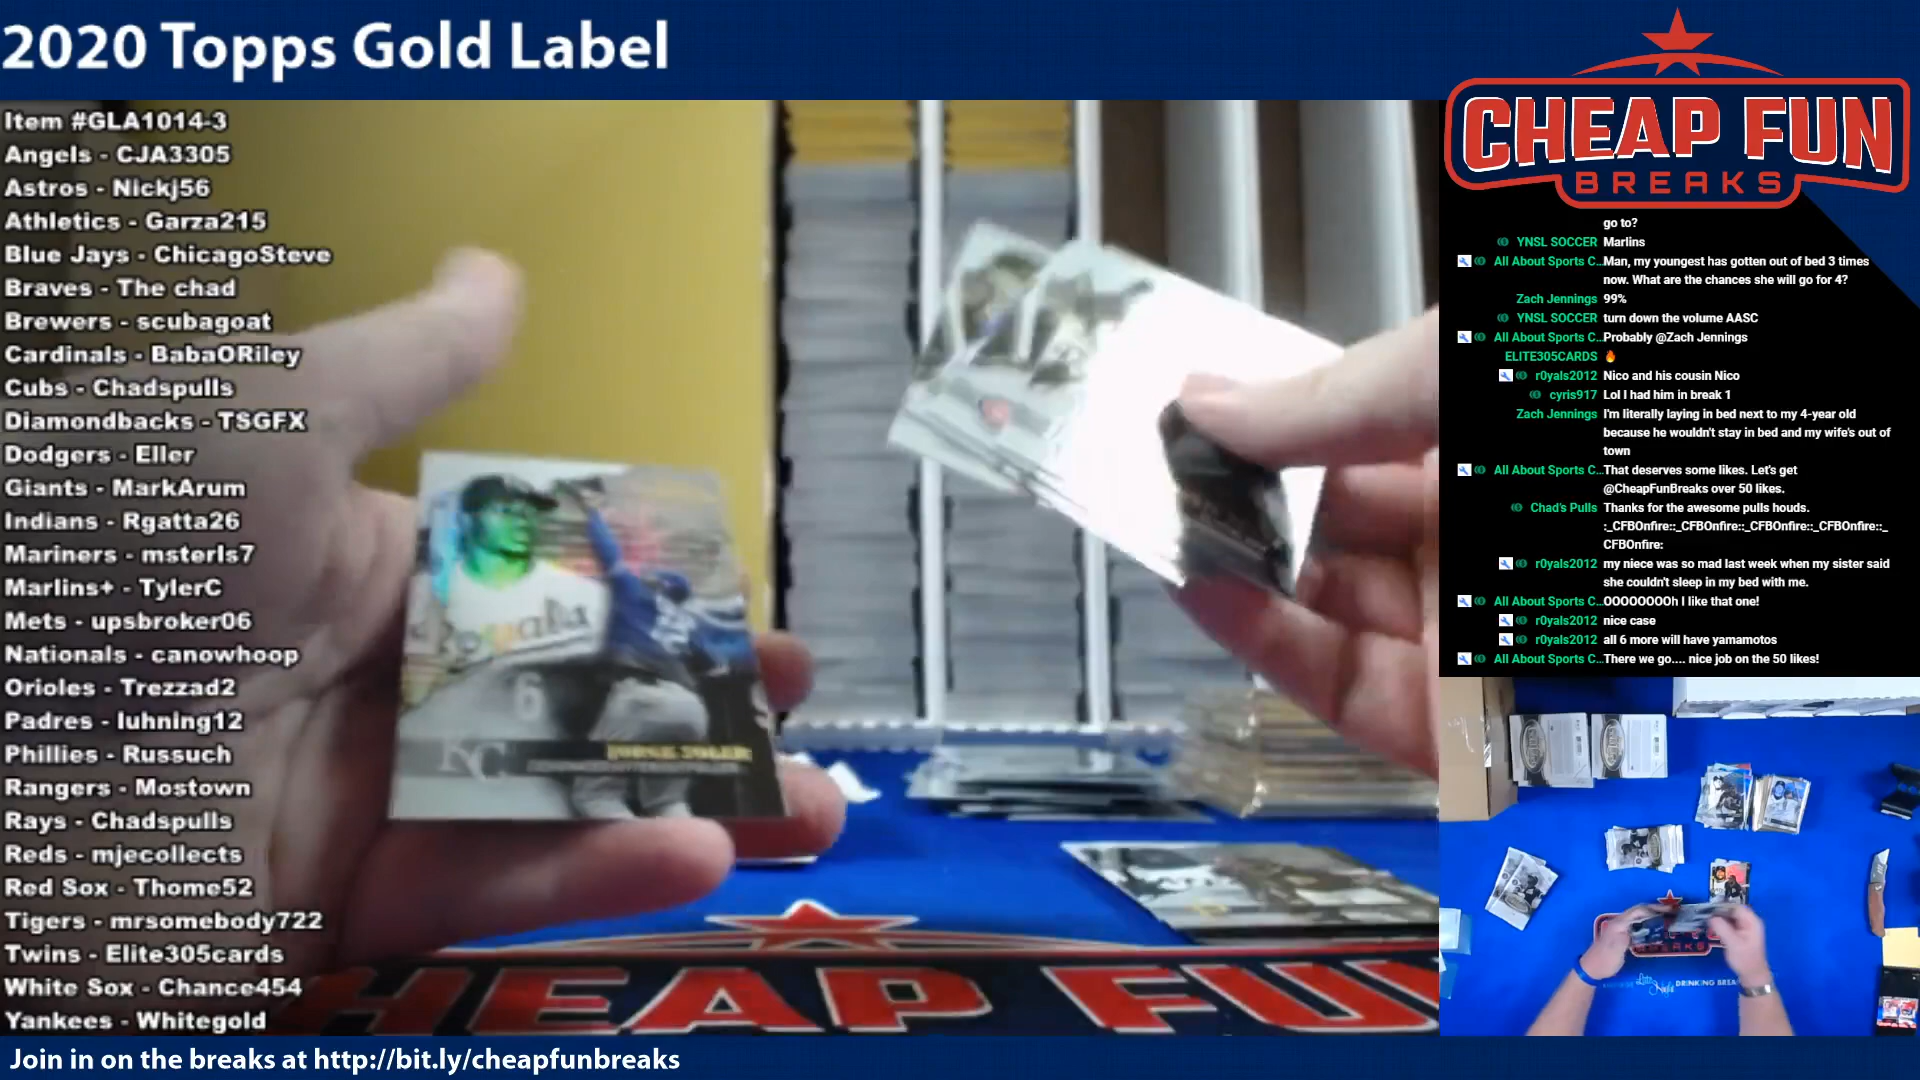 2020 Topps Gold Label
Item #GLA1014-3
Angels - CJA3305
Astros - Nickj56
Athletics - Garza215
Blue Jays - ChicagoSteve
Braves - The chad
Brewers - scubagoat
Cardinals - BabaORiley
Cubs - Chadspulls
Diamondbacks - TSGFX
Dodgers - Eller
Giants - MarkArum
Indians - Rgatta26
Mariners - msterls7
Marlins+ - TylerC
Mets - upsbroker06
Nationals - canowhoop
Orioles - Trezzad2
Padres - luhning12
Phillies - Russuch
Rangers - Mostown
Rays - Chadspulls
Reds - mjecollects
Red Sox - Thome52
Tigers - mrsomebody722
Twins - Elite305cards
White Sox - Chance454
Yankees - Whitegold
Join in on the breaks at http://bit.ly/cheapfunbreaks
Royals
6
KC
JORGE SOLER
CHEAP FUN
CHEAP FUN
BREAKS
go to?
YNSL SOCCER Marlins
All About Sports C... Man, my youngest has gotten out of bed 3 times
now. What are the chances she will go for 4?
Zach Jennings 99%
YNSL SOCCER turn down the volume AASC
All About Sports C... Probably @Zach Jennings
ELITE305CARDS 🔥
r0yals2012 Nico and his cousin Nico
cyris917 Lol I had him in break 1
Zach Jennings I'm literally laying in bed next to my 4-year old
because he wouldn't stay in bed and my wife's out of
town
All About Sports C... That deserves some likes. Let's get
@CheapFunBreaks over 50 likes.
Chad's Pulls Thanks for the awesome pulls houds.
:_CFBOnfire::_CFBOnfire::_CFBOnfire::_CFBOnfire::_
CFBOnfire:
r0yals2012 my niece was so mad last week when my sister said
she couldn't sleep in my bed with me.
All About Sports C... OOOOOOOOh I like that one!
r0yals2012 nice case
r0yals2012 all 6 more will have yamamotos
All About Sports C... There we go.... nice job on the 50 likes!
BREAKS
DRINKING BREA